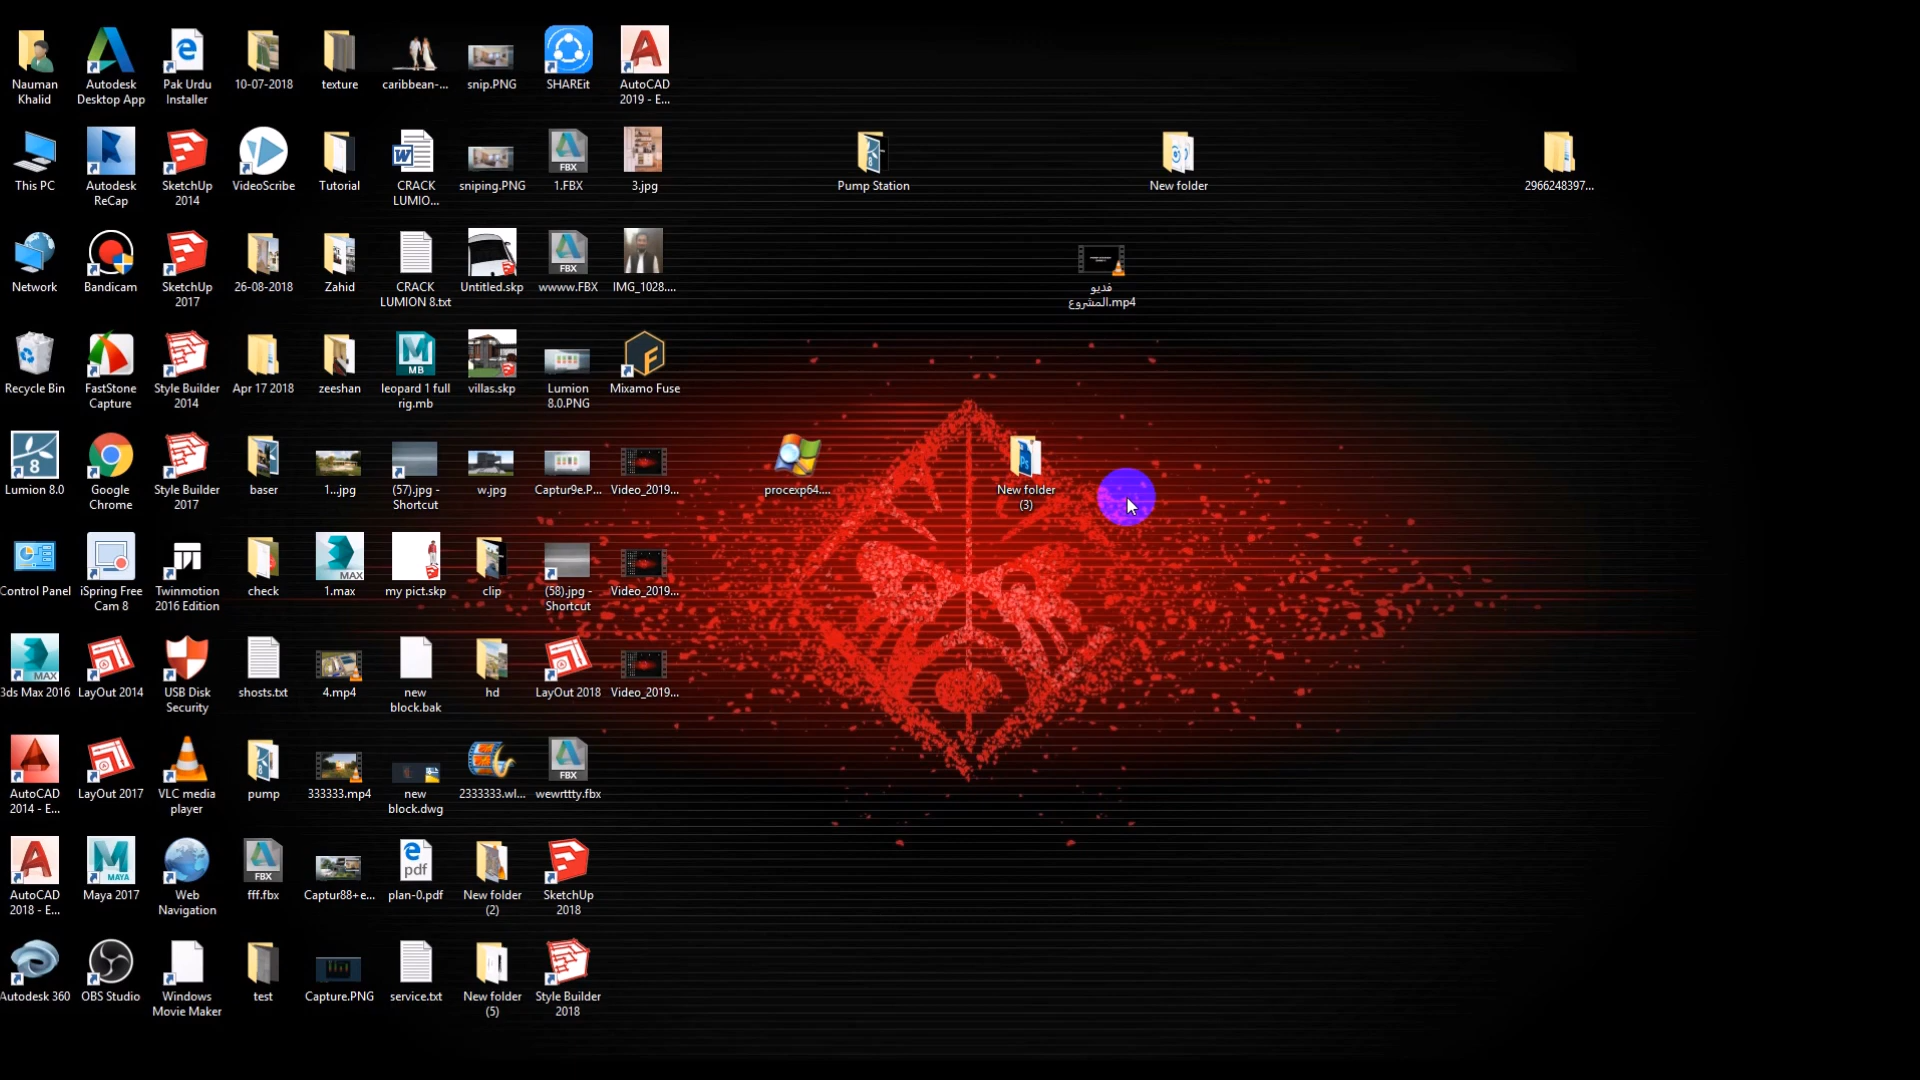 Nauman
Khalid
Autodesk
Desktop App
Pak Urdu
Installer
10-07-2018
texture
caribbean-...
snip.PNG
SHAREit
AutoCAD
2019 - E...
This PC
Autodesk
ReCap
SketchUp
2014
VideoScribe
Tutorial
CRACK
LUMIO...
sniping.PNG
1.FBX
3.jpg
Pump Station
New folder
2966248397...
Network
Bandicam
SketchUp
2017
26-08-2018
Zahid
CRACK
LUMION 8.txt
Untitled.skp
wwww.FBX
IMG_1028....
فديو
المشروع.mp4
Recycle Bin
FastStone
Capture
Style Builder
2014
Apr 17 2018
zeeshan
leopard 1 full
rig.mb
villas.skp
Lumion
8.0.PNG
Mixamo Fuse
Lumion 8.0
Google
Chrome
Style Builder
2017
baser
1...jpg
(57).jpg -
Shortcut
w.jpg
Captur9e.P...
Video_2019...
procexp64....
New folder
(3)
Control Panel
iSpring Free
Cam 8
Twinmotion
2016 Edition
check
1.max
my pict.skp
clip
(58).jpg -
Shortcut
Video_2019...
3ds Max 2016
LayOut 2014
USB Disk
Security
shosts.txt
4.mp4
new
block.bak
hd
LayOut 2018
Video_2019...
AutoCAD
2014 - E...
LayOut 2017
VLC media
player
pump
333333.mp4
new
block.dwg
2333333.wl...
wewrttty.fbx
AutoCAD
2018 - E...
Maya 2017
Web
Navigation
fff.fbx
Captur88+e...
plan-0.pdf
New folder
(2)
SketchUp
2018
Autodesk 360
OBS Studio
Windows
Movie Maker
test
Capture.PNG
service.txt
New folder
(5)
Style Builder
2018